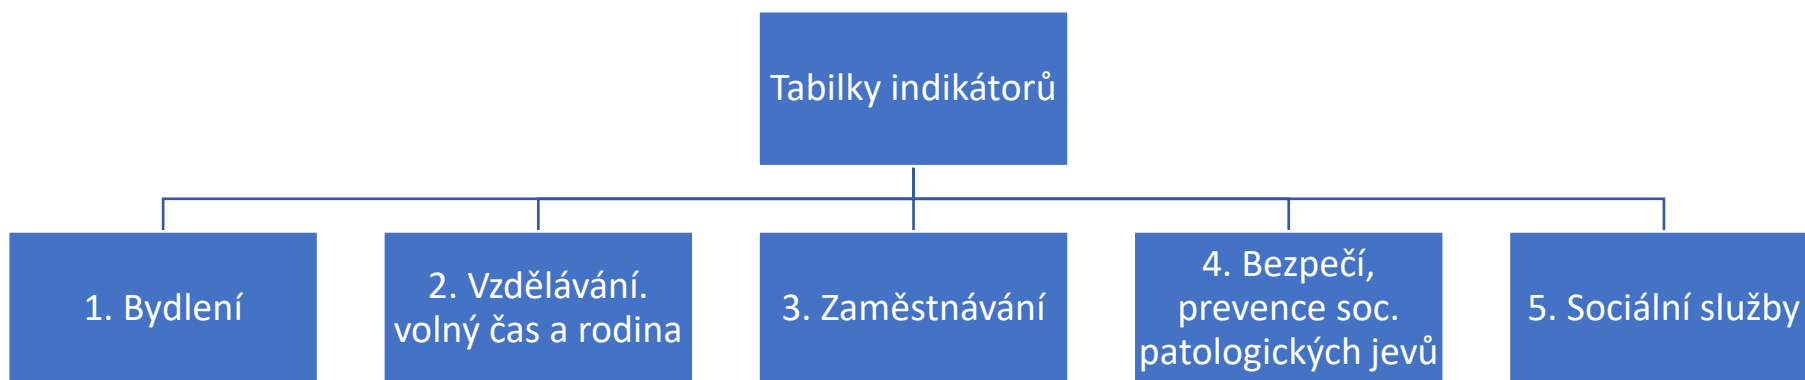 Tabilky indikátorů
1. Bydlení
2. Vzdělávání.
volný čas a rodina
3. Zaměstnávání
4. Bezpečí,
prevence soc.
patologických jevů
5. Sociální služby